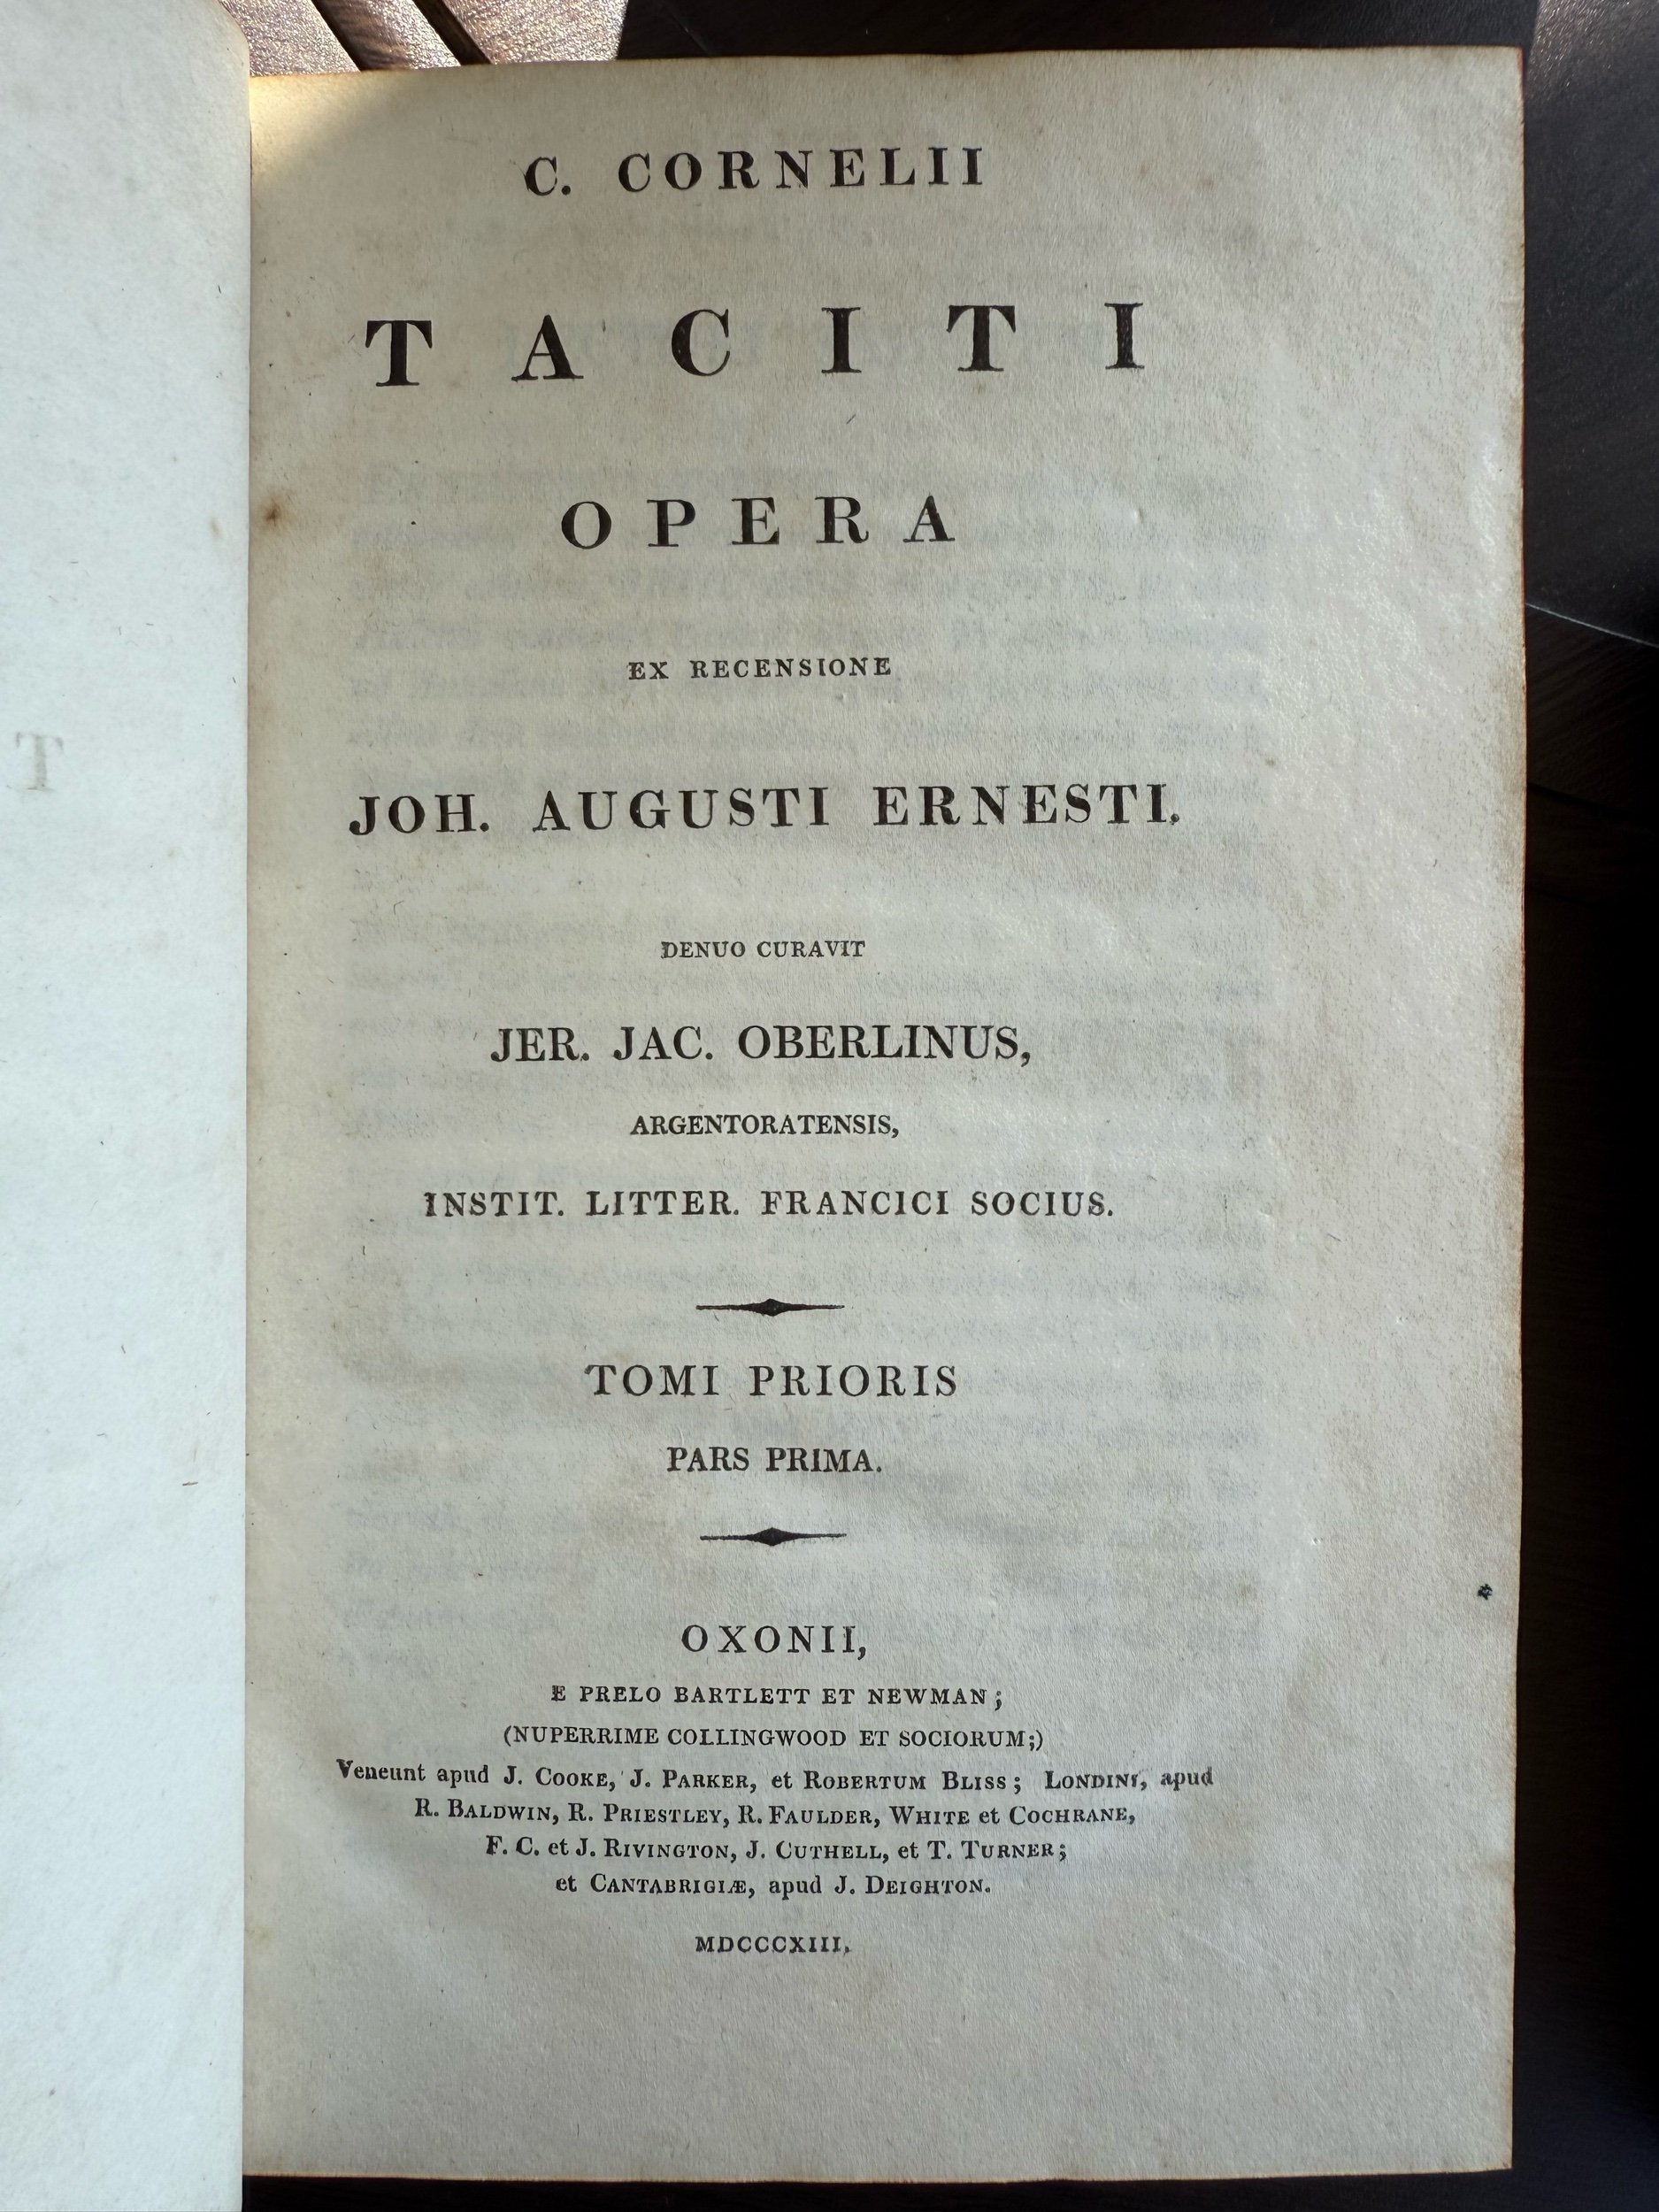 C. CORNELII
TACITI
OPERA
EX RECENSIONE
JOH. AUGUSTI ERNESTI.
DENUO CURAVIT
JER. JAC. OBERLINUS,
ARGENTORATENSIS,
INSTIT. LITTER. FRANCICI SOCIUS.
TOMI PRIORIS
PARS PRIMA.
OXONII,
E PRELO BARTLETT ET NEWMAN;
(NUPERRIME COLLINGWOOD ET SOCIORUM;)
Veneunt apud J. COOKE, J. PARKER, et ROBERTUM BLISS; LONDINI, apud
R. BALDWIN, R. PRIESTLEY, R. FAULDER, WHITE et COCHRANE,
F. C. et J. RIVINGTON, J. CUTHELL, et T. TURNER;
et CANTABRIGIÆ, apud J. DEIGHTON.
MDCCCXIII.